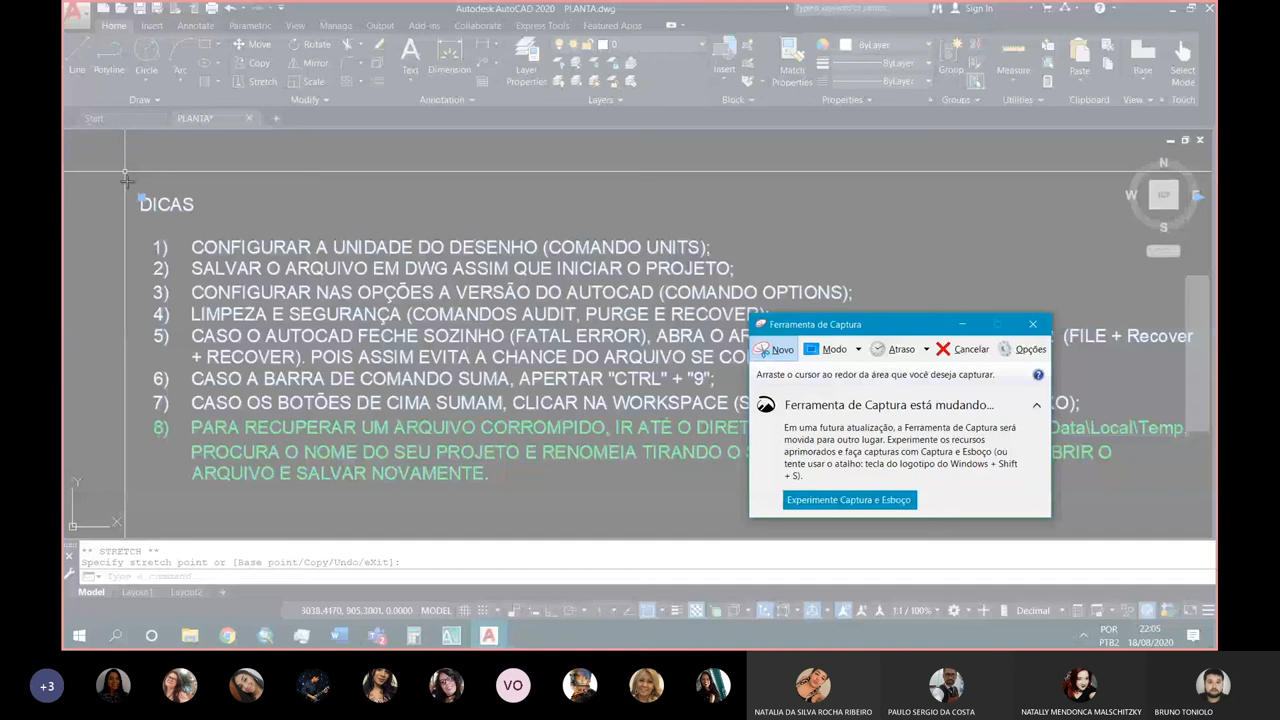 Autodesk AutoCAD 2020 PLANTA.dwg
Type a keyword or phrase
Sign In
Home Insert Annotate Parametric View Manage Output Add-ins Collaborate Express Tools Featured Apps
Line Polyline Circle Arc
Move Rotate
Copy Mirror
Stretch Scale
Text Dimension
Layer Properties
0
Insert
Match Properties
ByLayer
ByLayer
ByLayer
Group Measure Paste Base
Select Mode
Draw Modify Annotation Layers Block Properties Groups Utilities Clipboard View Touch
Start PLANTA*
N
W
S
DICAS
1) CONFIGURAR A UNIDADE DO DESENHO (COMANDO UNITS);
2) SALVAR O ARQUIVO EM DWG ASSIM QUE INICIAR O PROJETO;
3) CONFIGURAR NAS OPÇÕES A VERSÃO DO AUTOCAD (COMANDO OPTIONS);
4) LIMPEZA E SEGURANÇA (COMANDOS AUDIT, PURGE E RECOVER);
5) CASO O AUTOCAD FECHE SOZINHO (FATAL ERROR), ABRA O (FILE + Recover
+ RECOVER). POIS ASSIM EVITA A CHANCE DO ARQUIVO SE
6) CASO A BARRA DE COMANDO SUMA, APERTAR "CTRL" + "9";
7) CASO OS BOTÕES DE CIMA SUMAM, CLICAR NA WORKSPACE
8) PARA RECUPERAR UM ARQUIVO CORROMPIDO, IR ATÉ O Data\Local\Temp,
PROCURA O NOME DO SEU PROJETO E RENOMEIA TIRANDO O
ARQUIVO E SALVAR NOVAMENTE.
Ferramenta de Captura
Novo Modo Atraso Cancelar Opções
Arraste o cursor ao redor da área que você deseja capturar.
Ferramenta de Captura está mudando...
Em uma futura atualização, a Ferramenta de Captura será
movida para outro lugar. Experimente os recursos
aprimorados e faça capturas com Captura e Esboço (ou
tente usar o atalho: tecla do logotipo do Windows + Shift
+ S).
Experimente Captura e Esboço
Y
X
** STRETCH **
Specify stretch point or [Base point/Copy/Undo/eXit]:
Type a command
Model Layout1 Layout2
3038.4170, 905.3001, 0.0000 MODEL 1:1 / 100% Decimal
POR
PTB2
22:05
18/08/2020
+3
VO
NATALIA DA SILVA ROCHA RIBEIRO
PAULO SERGIO DA COSTA
NATALLY MENDONCA MALSCHITZKY
BRUNO TONIOLO